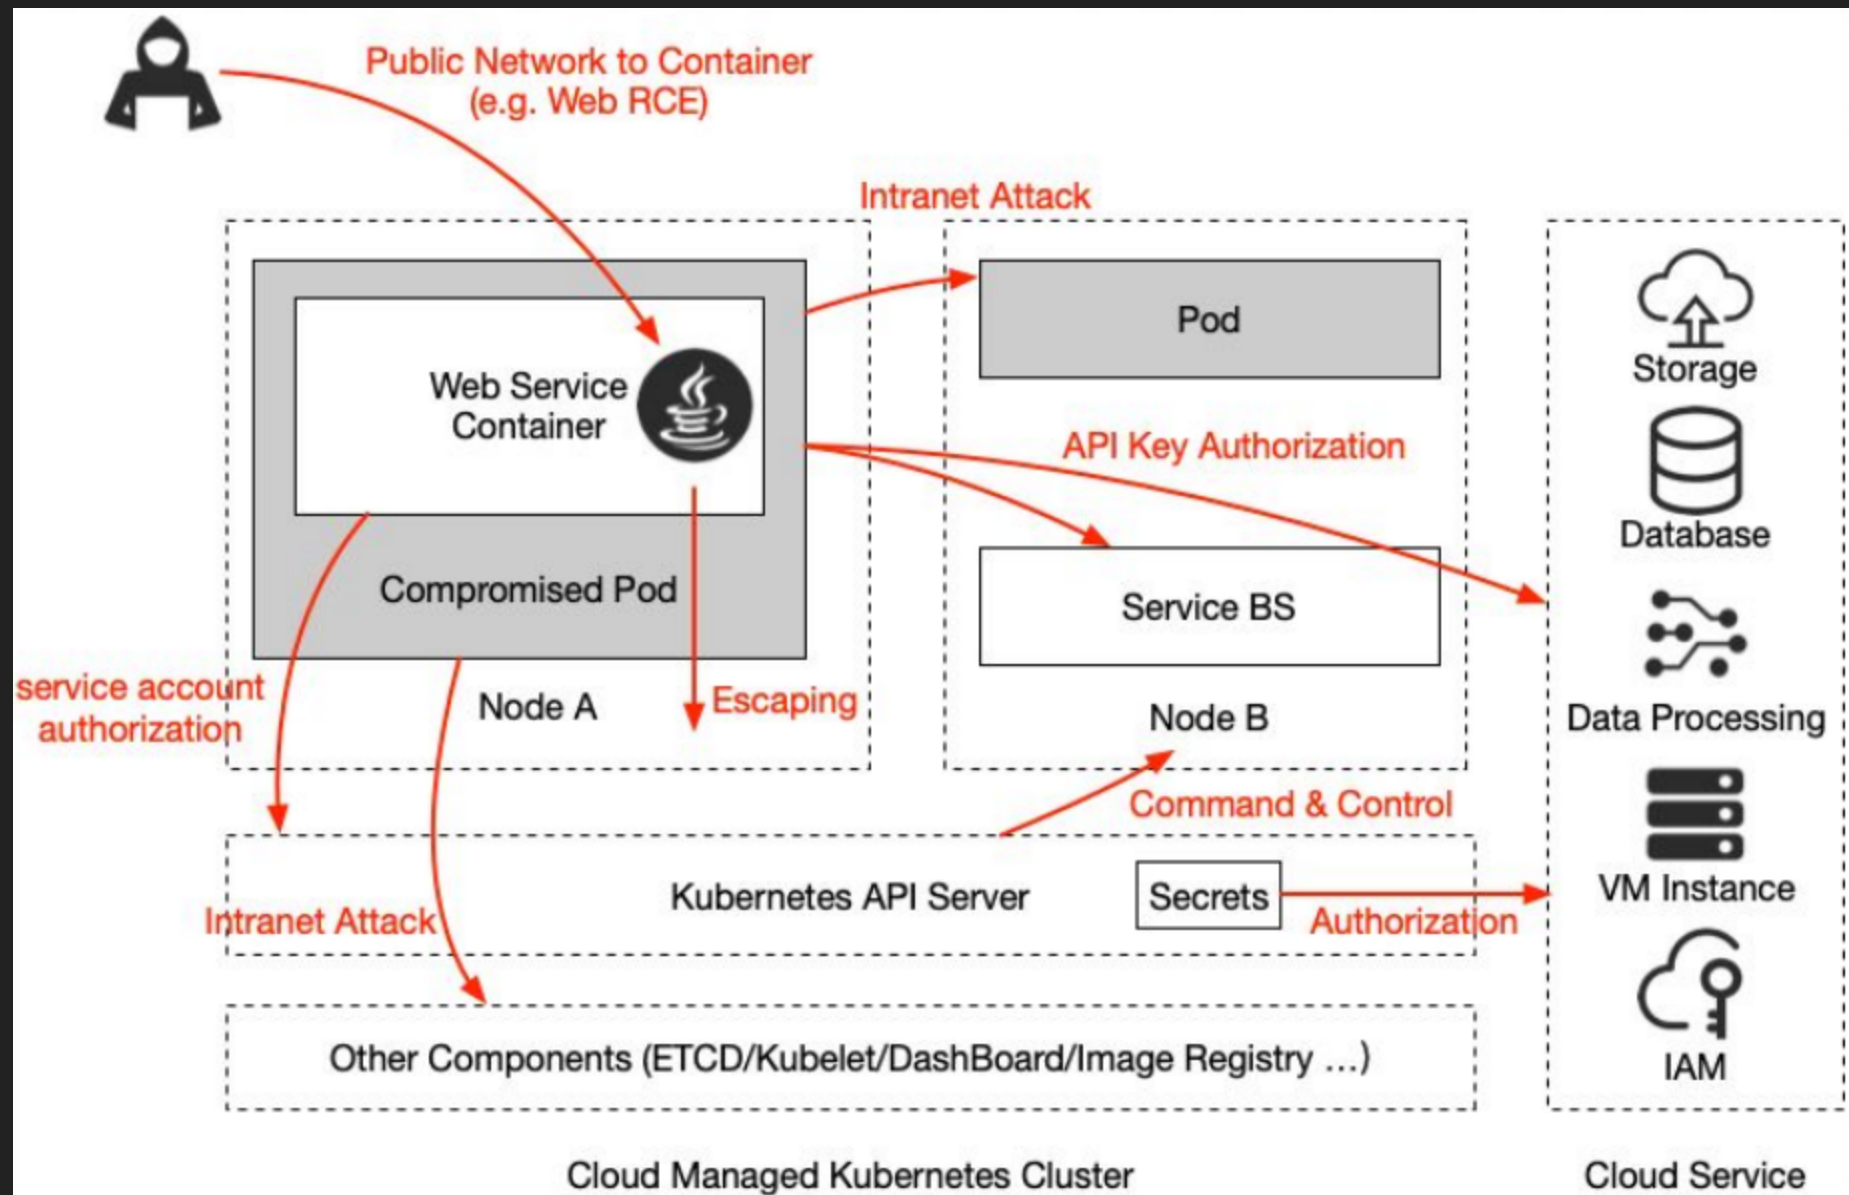 Public Network to Container
(e.g. Web RCE)
Intranet Attack
Web Service
Container
Compromised Pod
Node A
Escaping
service account
authorization
Pod
API Key Authorization
Service BS
Node B
Command & Control
Kubernetes API Server
Secrets
Authorization
Intranet Attack
Other Components (ETCD/Kubelet/DashBoard/Image Registry ...)
Cloud Managed Kubernetes Cluster
Storage
Database
Data Processing
VM Instance
IAM
Cloud Service